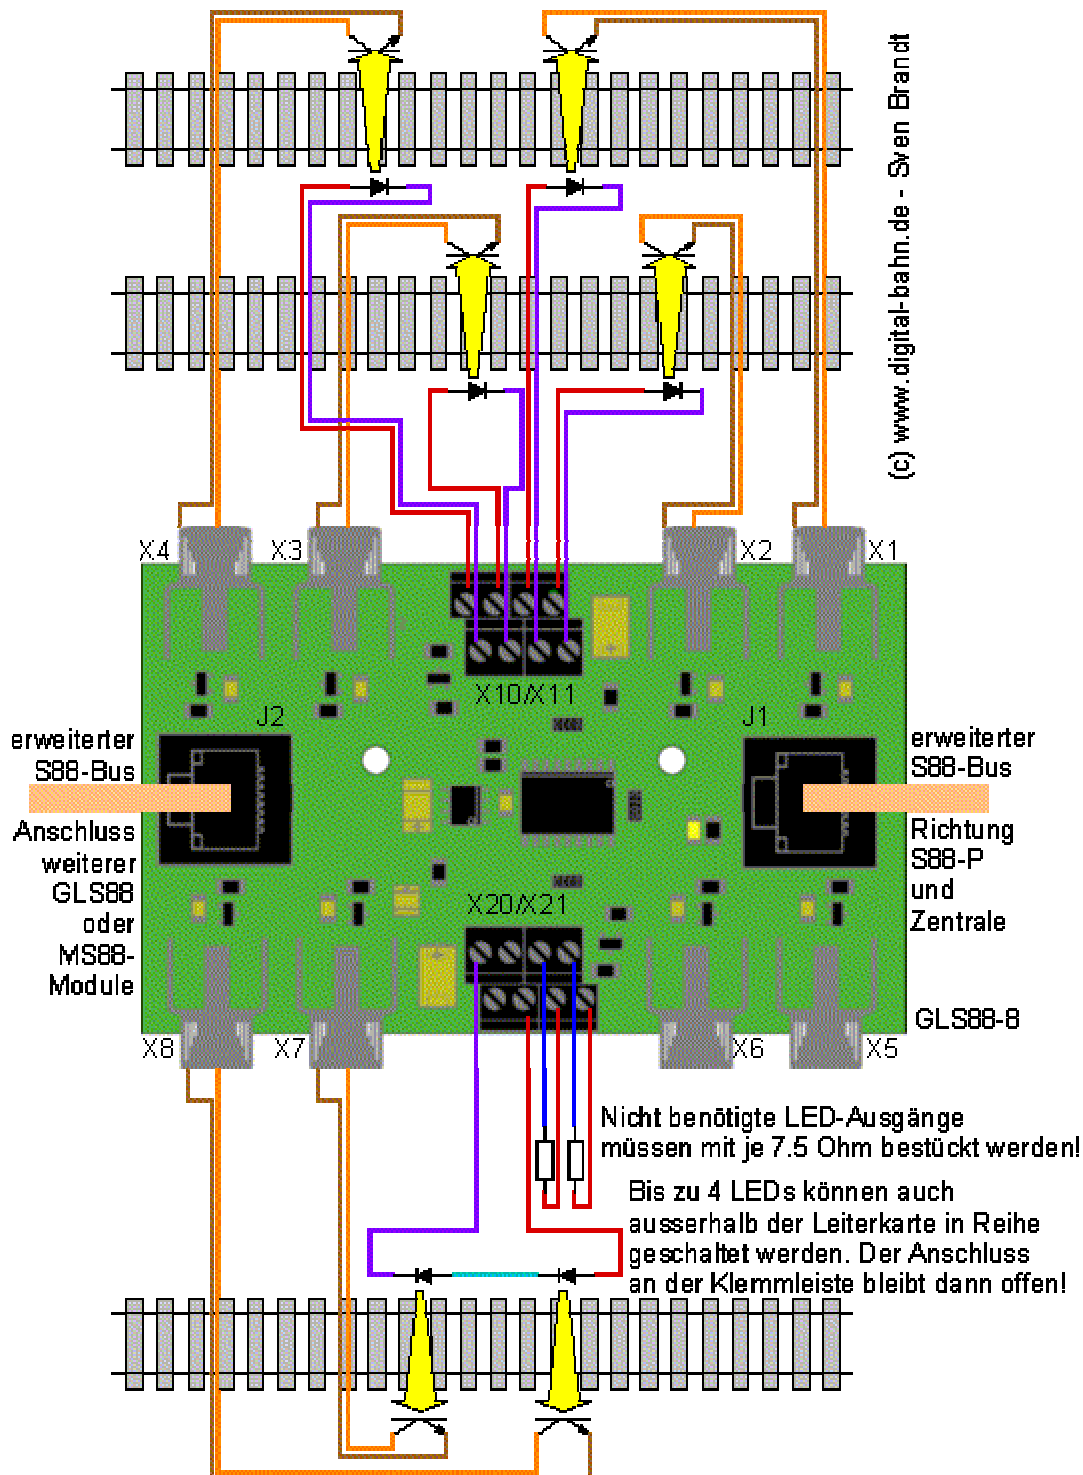 (c) www.digital-bahn.de - Sven Brandt
X4
X3
X2
X1
X10/X11
J2
J1
erweiterter
S88-Bus
Anschluss
weiterer
GLS88
oder
MS88-
Module
erweiterter
S88-Bus
Richtung
S88-P
und
Zentrale
X20/X21
GLS88-8
X8
X7
X6
X5
Nicht benötigte LED-Ausgänge
müssen mit je 7.5 Ohm bestückt werden!
Bis zu 4 LEDs können auch
ausserhalb der Leiterkarte in Reihe
geschaltet werden. Der Anschluss
an der Klemmleiste bleibt dann offen!